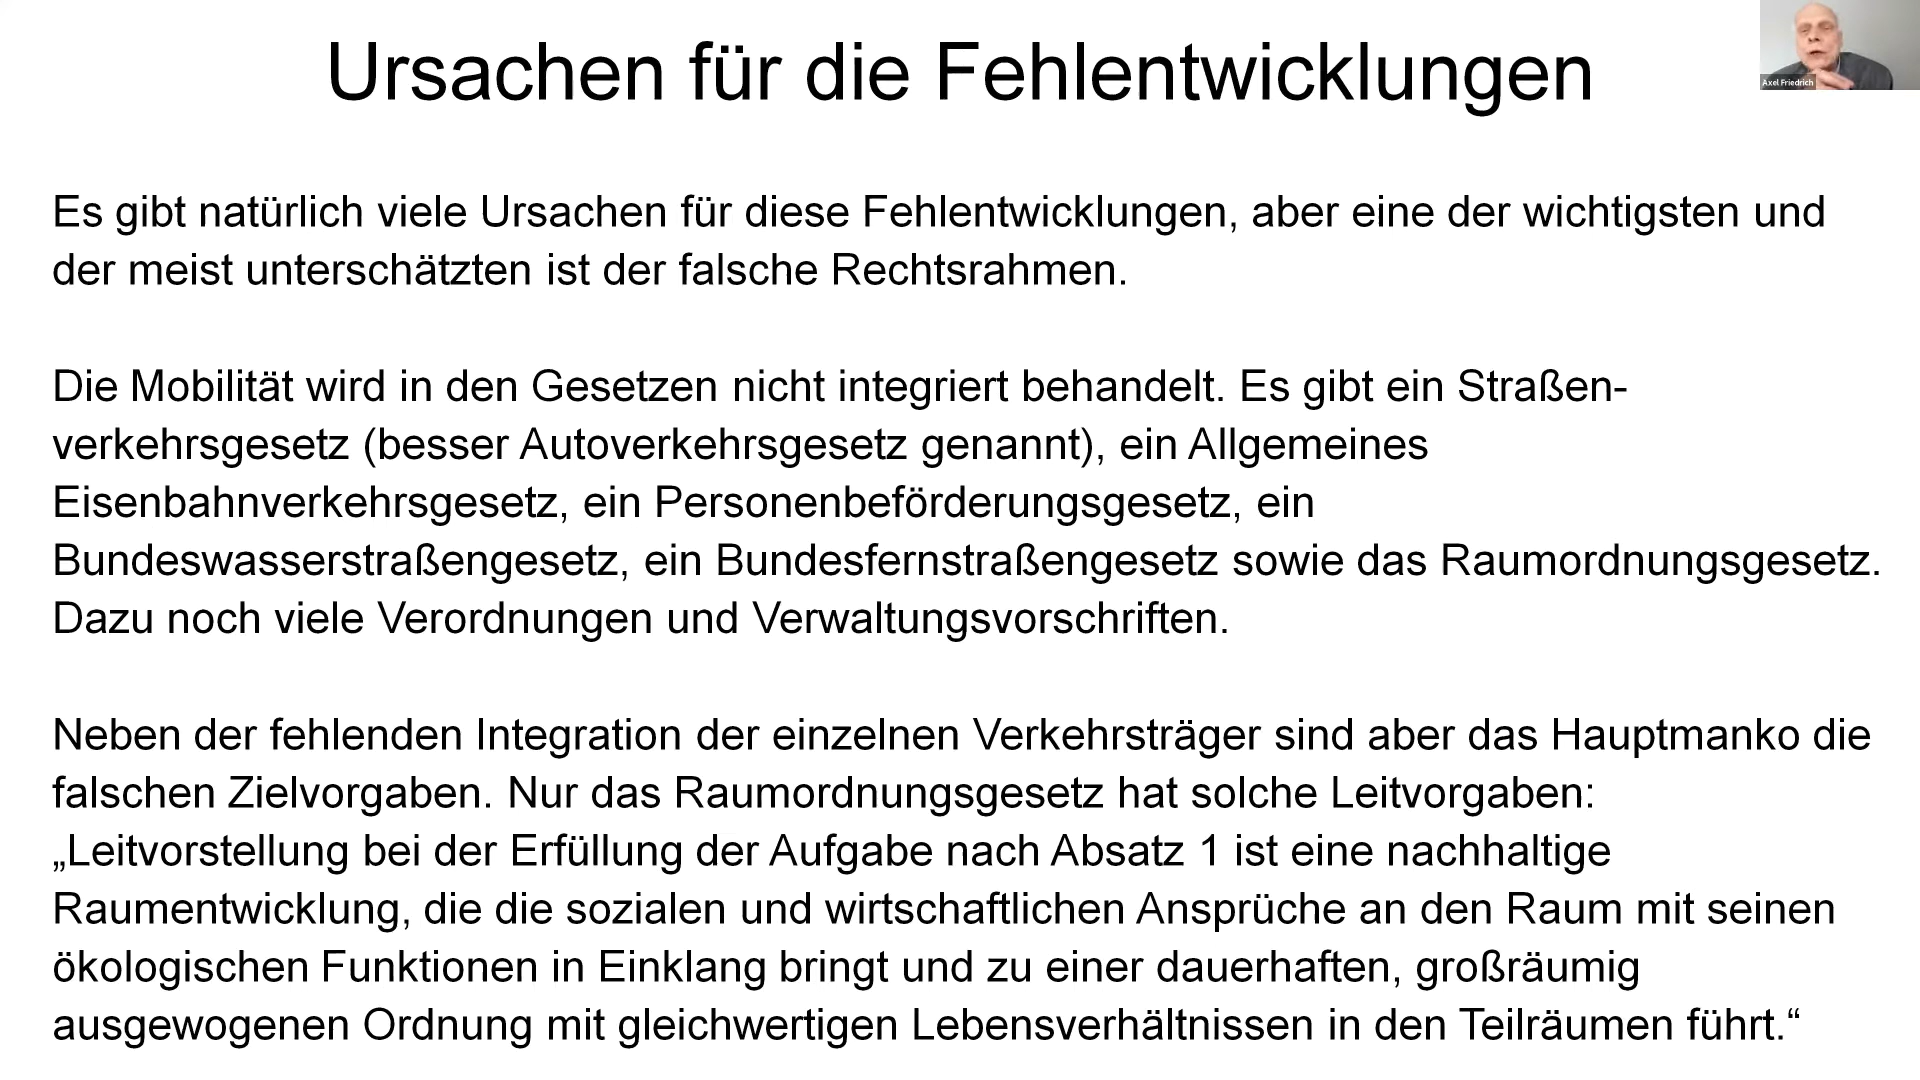 Ursachen für die Fehlentwicklungen
Axel Friedrich
Es gibt natürlich viele Ursachen für diese Fehlentwicklungen, aber eine der wichtigsten und
der meist unterschätzten ist der falsche Rechtsrahmen.
Die Mobilität wird in den Gesetzen nicht integriert behandelt. Es gibt ein Straßen-
verkehrsgesetz (besser Autoverkehrsgesetz genannt), ein Allgemeines
Eisenbahnverkehrsgesetz, ein Personenbeförderungsgesetz, ein
Bundeswasserstraßengesetz, ein Bundesfernstraßengesetz sowie das Raumordnungsgesetz.
Dazu noch viele Verordnungen und Verwaltungsvorschriften.
Neben der fehlenden Integration der einzelnen Verkehrsträger sind aber das Hauptmanko die
falschen Zielvorgaben. Nur das Raumordnungsgesetz hat solche Leitvorgaben:
„Leitvorstellung bei der Erfüllung der Aufgabe nach Absatz 1 ist eine nachhaltige
Raumentwicklung, die die sozialen und wirtschaftlichen Ansprüche an den Raum mit seinen
ökologischen Funktionen in Einklang bringt und zu einer dauerhaften, großräumig
ausgewogenen Ordnung mit gleichwertigen Lebensverhältnissen in den Teilräumen führt.“